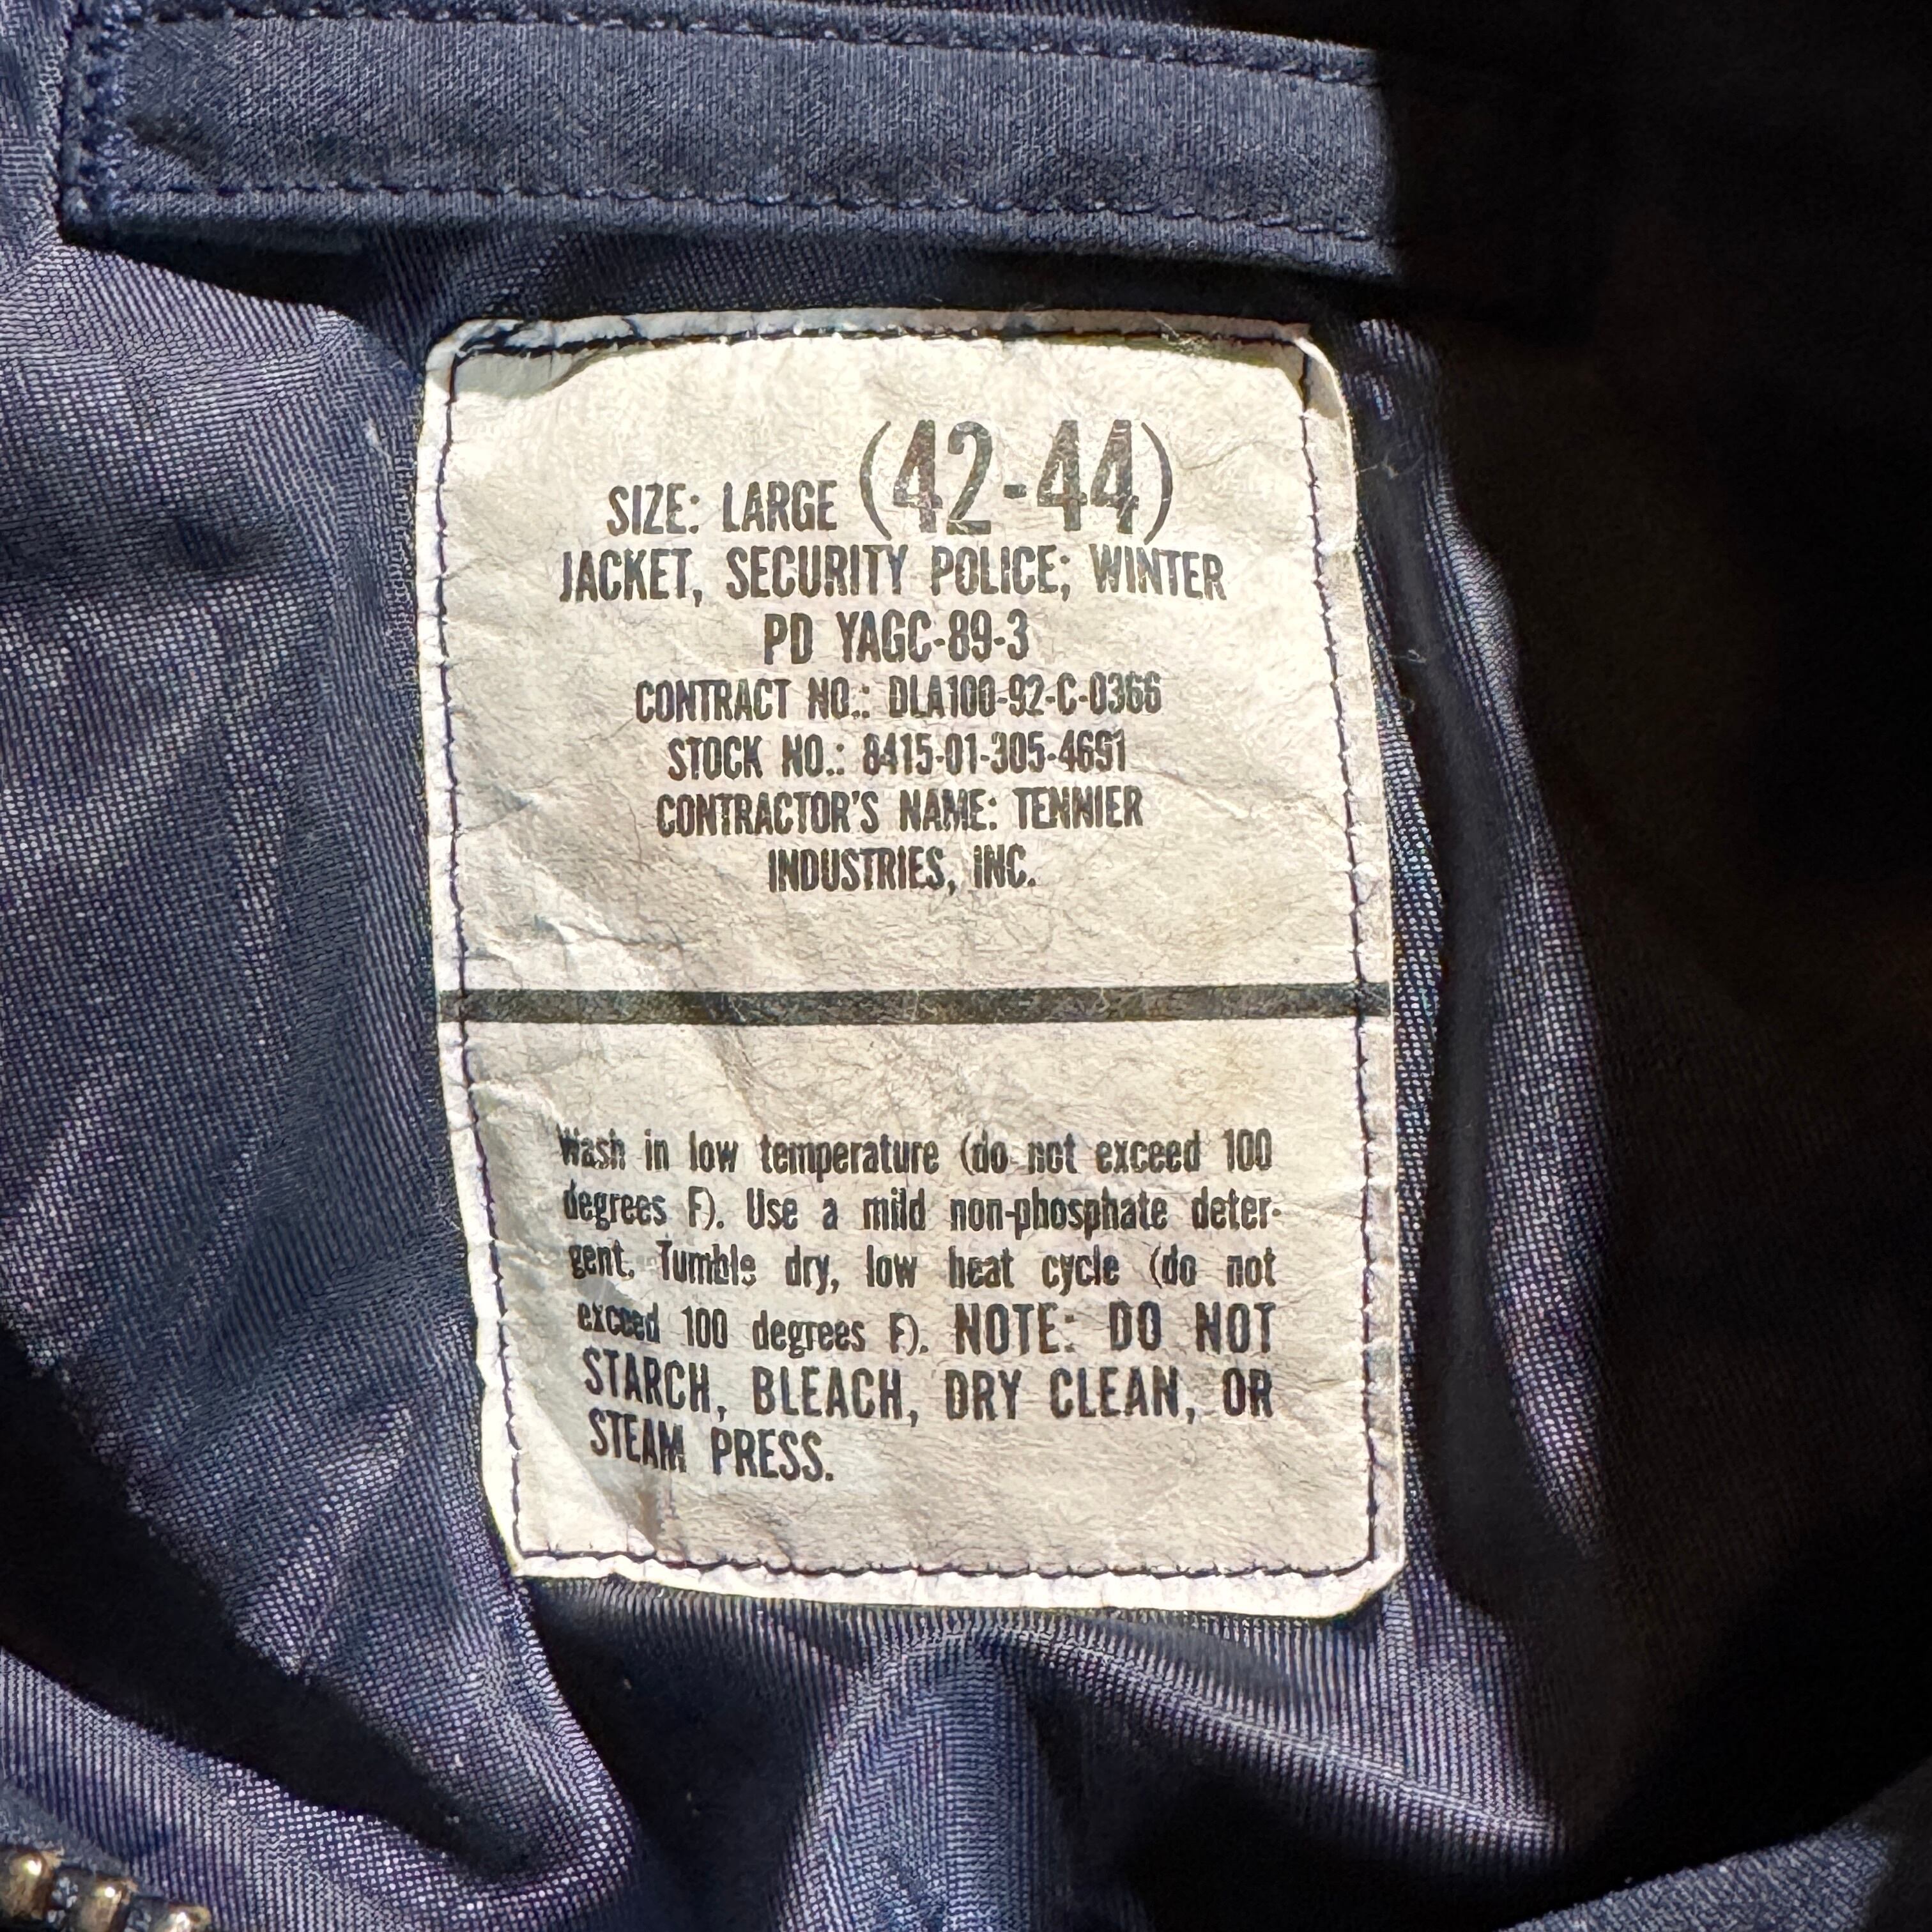 SIZE: LARGE (42-44)
JACKET, SECURITY POLICE; WINTER
PD YAGC-89-3
CONTRACT NO.: DLA100-92-C-0366
STOCK NO.: 8415-01-305-4691
CONTRACTOR'S NAME: TENNIER
INDUSTRIES, INC.
Wash in low temperature (do not exceed 100
degrees F). Use a mild non-phosphate deter-
gent. Tumble dry, low heat cycle (do not
exceed 100 degrees F). NOTE: DO NOT
STARCH, BLEACH, DRY CLEAN, OR
STEAM PRESS.